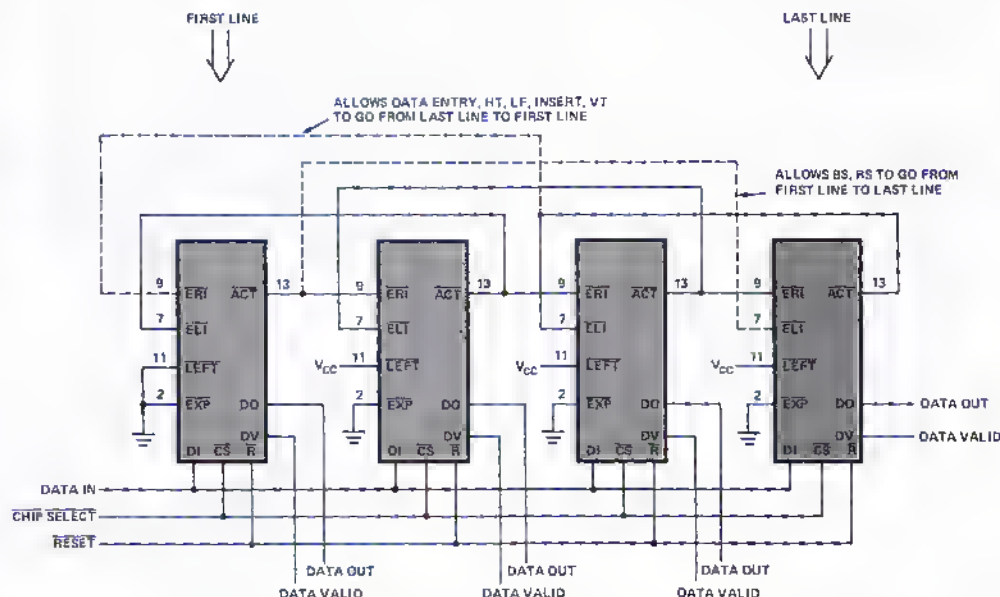 FIRST LINE
LAST LINE
ALLOWS DATA ENTRY, HT, LF, INSERT, VT
TO GO FROM LAST LINE TO FIRST LINE
ALLOWS BS, RS TO GO FROM
FIRST LINE TO LAST LINE
9 ERI ACT 13
7 ELI
11 LEFT
2 EXP DO
DV
DI CS R
9 ERI ACT 13
7 ELI
VCC 11 LEFT
2 EXP DO
DV
DI CS R
9 ERI ACT 13
7 ELI
VCC 11 LEFT
2 EXP DO
DV
DI CS R
9 ERI ACT 13
7 ELI
VCC 11 LEFT
2 EXP DO
DV
DI CS R
DATA OUT
DATA VALID
DATA IN
CHIP SELECT
RESET
DATA OUT
DATA VALID
DATA OUT
DATA VALID
DATA OUT
DATA VALID